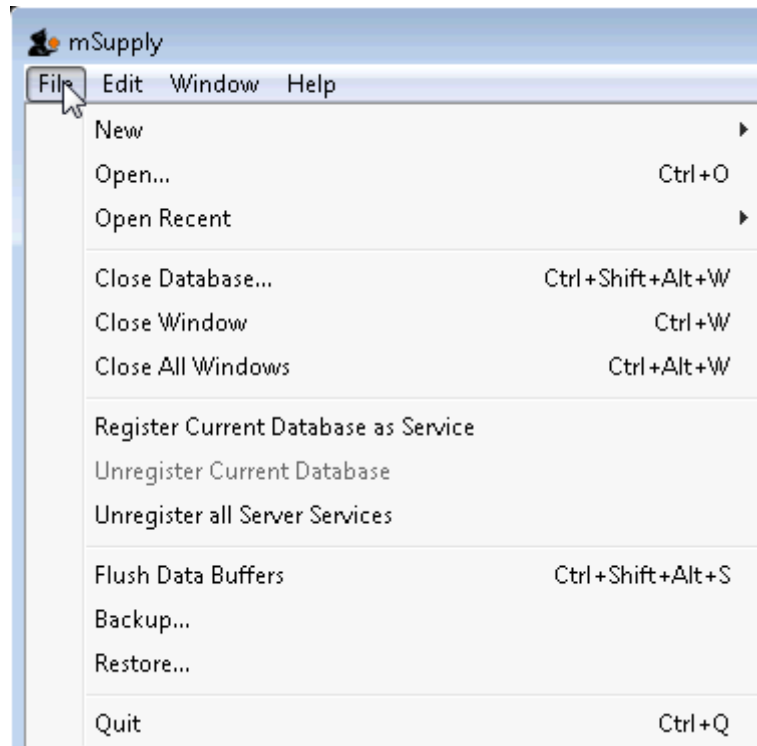 mSupply
File Edit Window Help
New
Open... Ctrl+O
Open Recent
Close Database... Ctrl+Shift+Alt+W
Close Window Ctrl+W
Close All Windows Ctrl+Alt+W
Register Current Database as Service
Unregister Current Database
Unregister all Server Services
Flush Data Buffers Ctrl+Shift+Alt+S
Backup...
Restore...
Quit Ctrl+Q